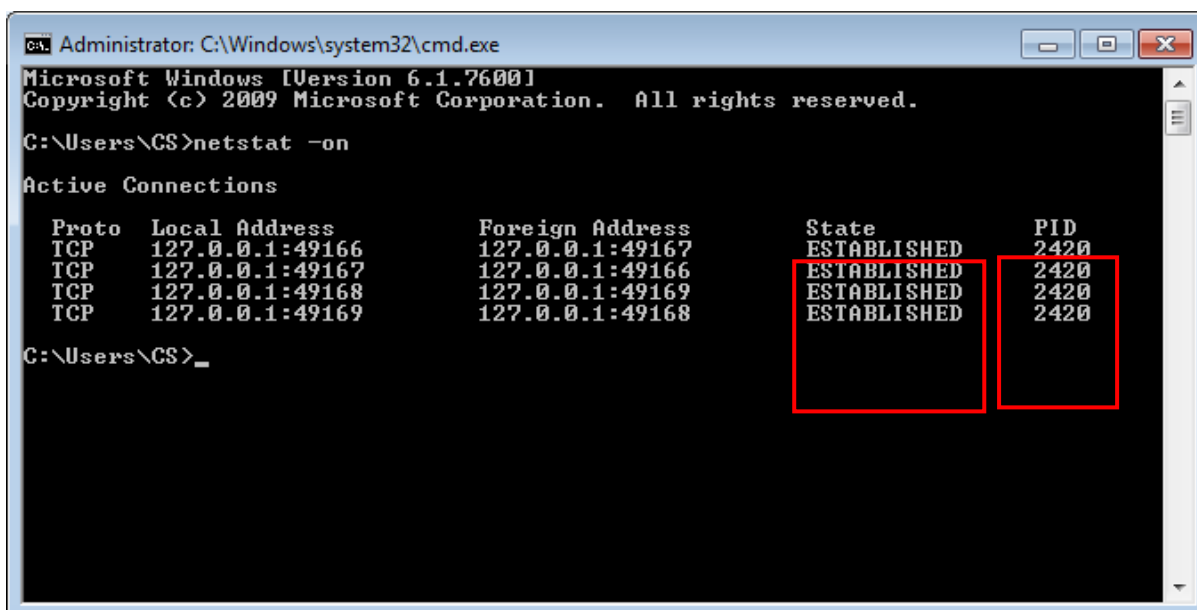 Administrator: C:\Windows\system32\cmd.exe
Microsoft Windows [Version 6.1.7600]
Copyright (c) 2009 Microsoft Corporation.  All rights reserved.
C:\Users\CS>netstat -on
Active Connections
Proto  Local Address          Foreign Address        State           PID
TCP    127.0.0.1:49166        127.0.0.1:49167        ESTABLISHED     2420
TCP    127.0.0.1:49167        127.0.0.1:49166        ESTABLISHED     2420
TCP    127.0.0.1:49168        127.0.0.1:49169        ESTABLISHED     2420
TCP    127.0.0.1:49169        127.0.0.1:49168        ESTABLISHED     2420
C:\Users\CS>_